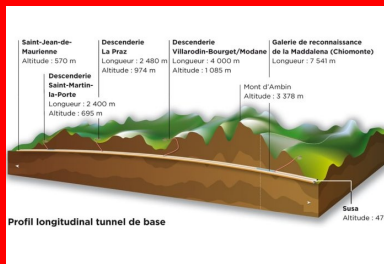 Saint-Jean-de-
Maurienne
Altitude : 570 m
Descenderie
Saint-Martin-
la-Porte
Longueur : 2 400 m
Altitude : 695 m
Descenderie
La Praz
Longueur : 2 480 m
Altitude : 974 m
Descenderie
Villarodin-Bourget/Modane
Longueur : 4 000 m
Altitude : 1 085 m
Galerie de reconnaissance
de la Maddalena (Chiomonte)
Longueur : 7 541 m
Mont d'Ambin
Altitude : 3 378 m
Susa
Altitude : 47
Profil longitudinal tunnel de base